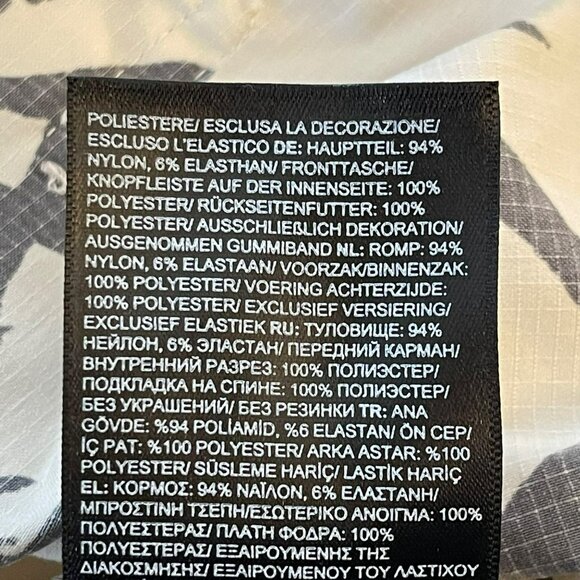 POLIESTERE/ ESCLUSA LA DECORAZIONE/
ESCLUSO L'ELASTICO DE: HAUPTTEIL: 94%
NYLON, 6% ELASTHAN/ FRONTTASCHE/
KNOPFLEISTE AUF DER INNENSEITE: 100%
POLYESTER/ RÜCKSEITENFUTTER: 100%
POLYESTER/ AUSSCHLIEẞLICH DEKORATION/
AUSGENOMMEN GUMMIBAND NL: ROMP: 94%
NYLON, 6% ELASTAAN/ VOORZAK/BINNENZAK:
100% POLYESTER/ VOERING ACHTERZIJDE:
100% POLYESTER/ EXCLUSIEF VERSIERING/
EXCLUSIEF ELASTIEK RU: ТУЛОВИЩЕ: 94%
НЕЙЛОН, 6% ЭЛАСТАН/ ПЕРЕДНИЙ КАРМАН/
ВНУТРЕННИЙ РАЗРЕЗ: 100% ПОЛИЭСТЕР/
ПОДКЛАДКА НА СПИНЕ: 100% ПОЛИЭСТЕР/
БЕЗ УКРАШЕНИЙ/ БЕЗ РЕЗИНКИ TR: ANA
GÖVDE: %94 POLİAMİD, %6 ELASTAN/ ÖN CEP/
İÇ PAT: %100 POLYESTER/ ARKA ASTAR: %100
POLYESTER/ SÜSLEME HARİÇ/ LASTİK HARİÇ
EL: ΚΟΡΜΟΣ: 94% ΝΑΪΛΟΝ, 6% ΕΛΑΣΤΑΝΗ/
ΜΠΡΟΣΤΙΝΗ ΤΣΕΠΗ/ΕΣΩΤΕΡΙΚΟ ΑΝΟΙΓΜΑ: 100%
ΠΟΛΥΕΣΤΕΡΑΣ/ ΠΛΑΤΗ ΦΟΔΡΑ: 100%
ΠΟΛΥΕΣΤΕΡΑΣ/ ΕΞΑΙΡΟΥΜΕΝΗΣ ΤΗΣ
ΔΙΑΚΟΣΜΗΣΗΣ/ ΕΞΑΙΡΟΥΜΕΝΟΥ ΤΟΥ ΛΑΣΤΙΧΟΥ